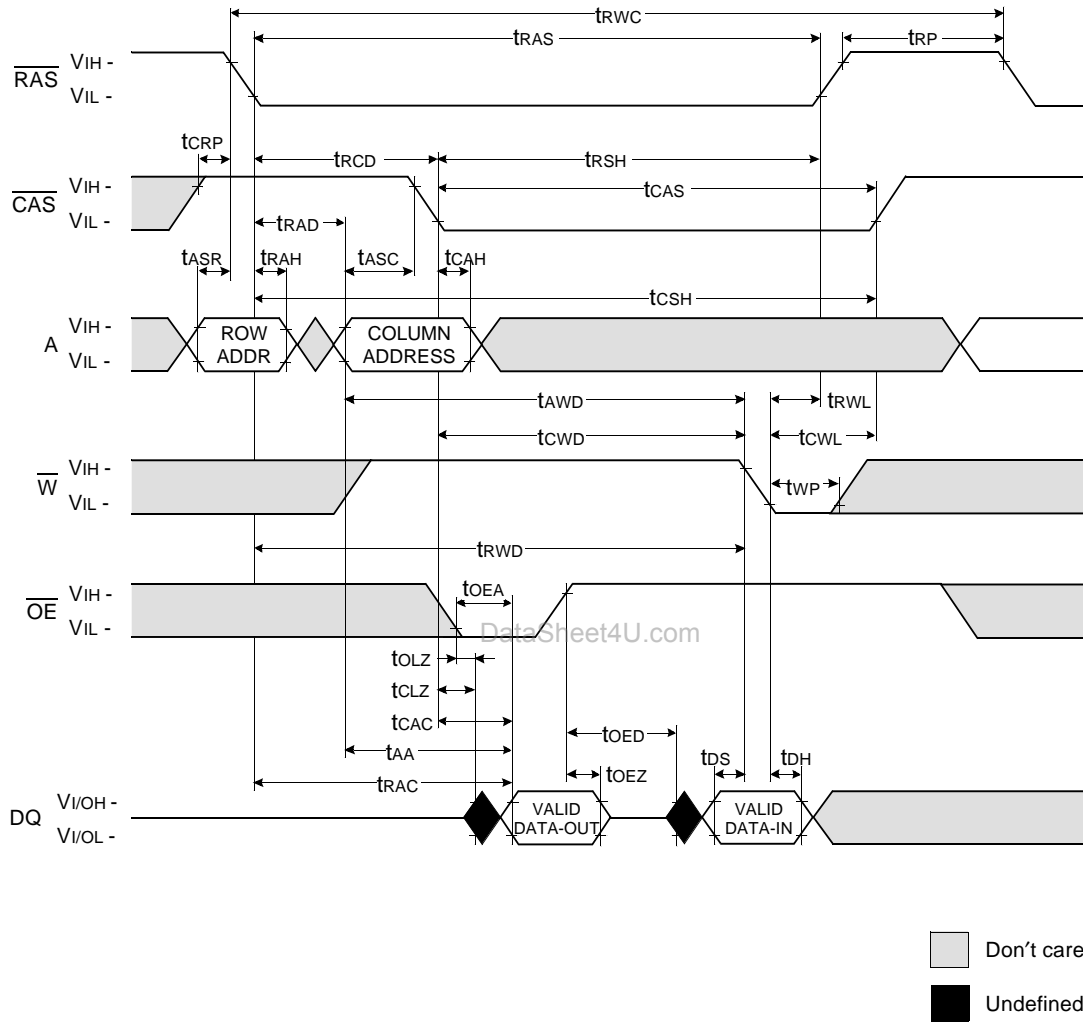 tRWC
tRAS
tRP
RAS
VIH -
VIL -
tCRP
tRCD
tRSH
CAS
VIH -
VIL -
tCAS
tRAD
tASR
tRAH
tASC
tCAH
tCSH
A
VIH -
VIL -
ROW
ADDR
COLUMN
ADDRESS
tAWD
tRWL
tCWD
tCWL
W
VIH -
VIL -
tWP
tRWD
OE
VIH -
VIL -
tOEA
DataSheet4U.com
tOLZ
tCLZ
tCAC
tOED
tAA
tOEZ
tDS
tDH
tRAC
DQ
VI/OH -
VI/OL -
VALID
DATA-OUT
VALID
DATA-IN
Don't care
Undefined